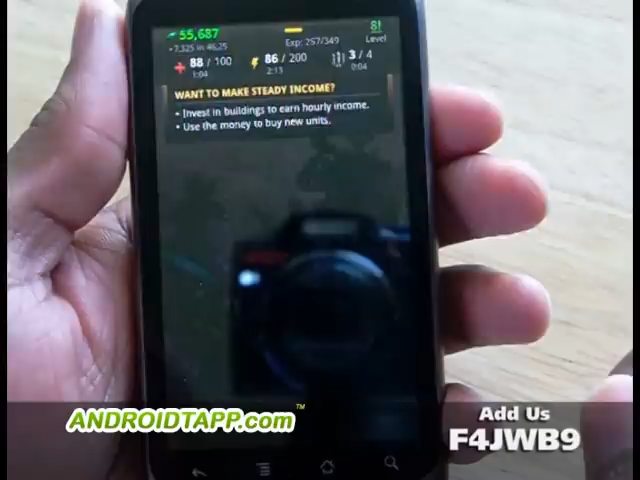 55,687
+7,325 in 46:25
Exp: 257/349
81
Level
88 / 100
1:04
86 / 200
2:13
3 / 4
0:04
WANT TO MAKE STEADY INCOME?
• Invest in buildings to earn hourly income.
• Use the money to buy new units.
ANDROIDTAPP.com™
Add Us
F4JWB9